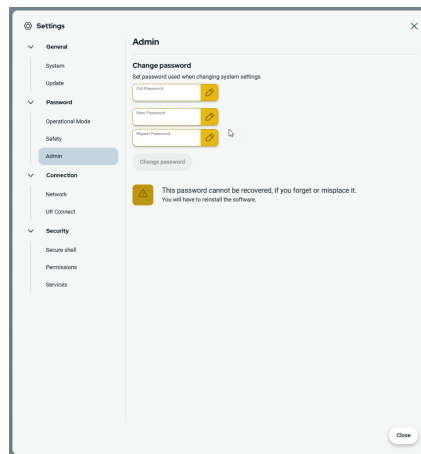 Settings
General
System
Update
Password
Operational Mode
Safety
Admin
Connection
Network
UR Connect
Security
Secure shell
Permissions
Services
Admin
Change password
Set password used when changing system settings
Old Password
New Password
Repeat Password
Change password
This password cannot be recovered, if you forget or misplace it.
You will have to reinstall the software.
Close